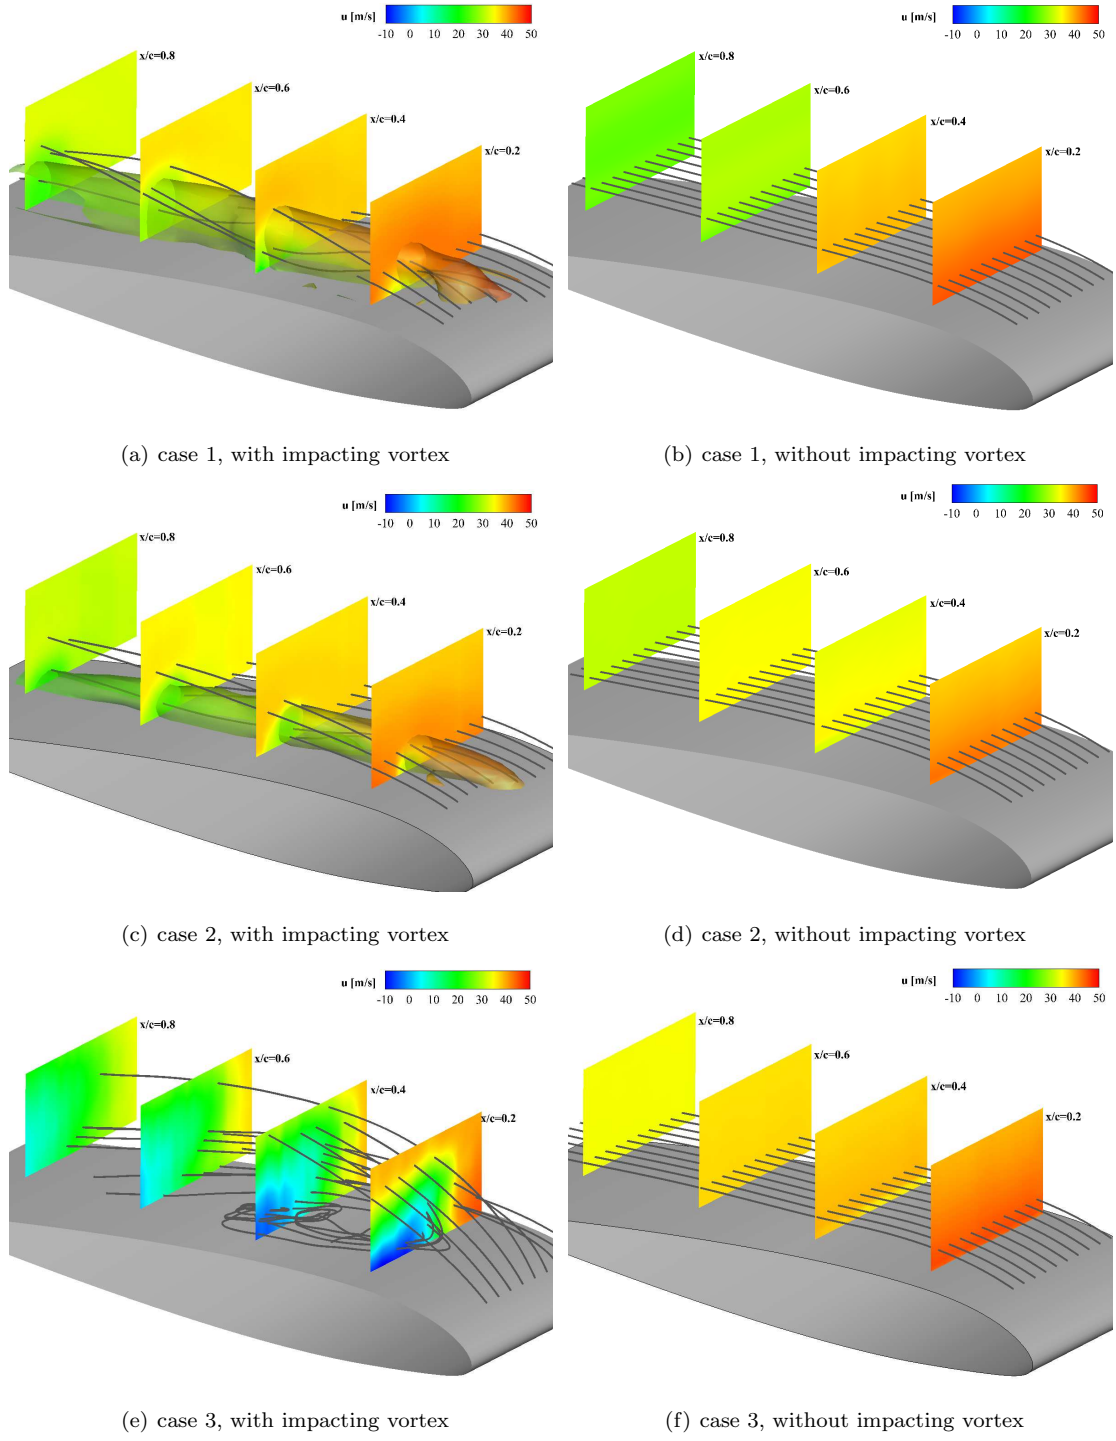 u [m/s]
-10 0 10 20 30 40 50
x/c=0.8
x/c=0.6
x/c=0.4
x/c=0.2
(a) case 1, with impacting vortex
u [m/s]
-10 0 10 20 30 40 50
x/c=0.8
x/c=0.6
x/c=0.4
x/c=0.2
(b) case 1, without impacting vortex
u [m/s]
-10 0 10 20 30 40 50
x/c=0.8
x/c=0.6
x/c=0.4
x/c=0.2
(c) case 2, with impacting vortex
u [m/s]
-10 0 10 20 30 40 50
x/c=0.8
x/c=0.6
x/c=0.4
x/c=0.2
(d) case 2, without impacting vortex
u [m/s]
-10 0 10 20 30 40 50
x/c=0.8
x/c=0.6
x/c=0.4
x/c=0.2
(e) case 3, with impacting vortex
u [m/s]
-10 0 10 20 30 40 50
x/c=0.8
x/c=0.6
x/c=0.4
x/c=0.2
(f) case 3, without impacting vortex